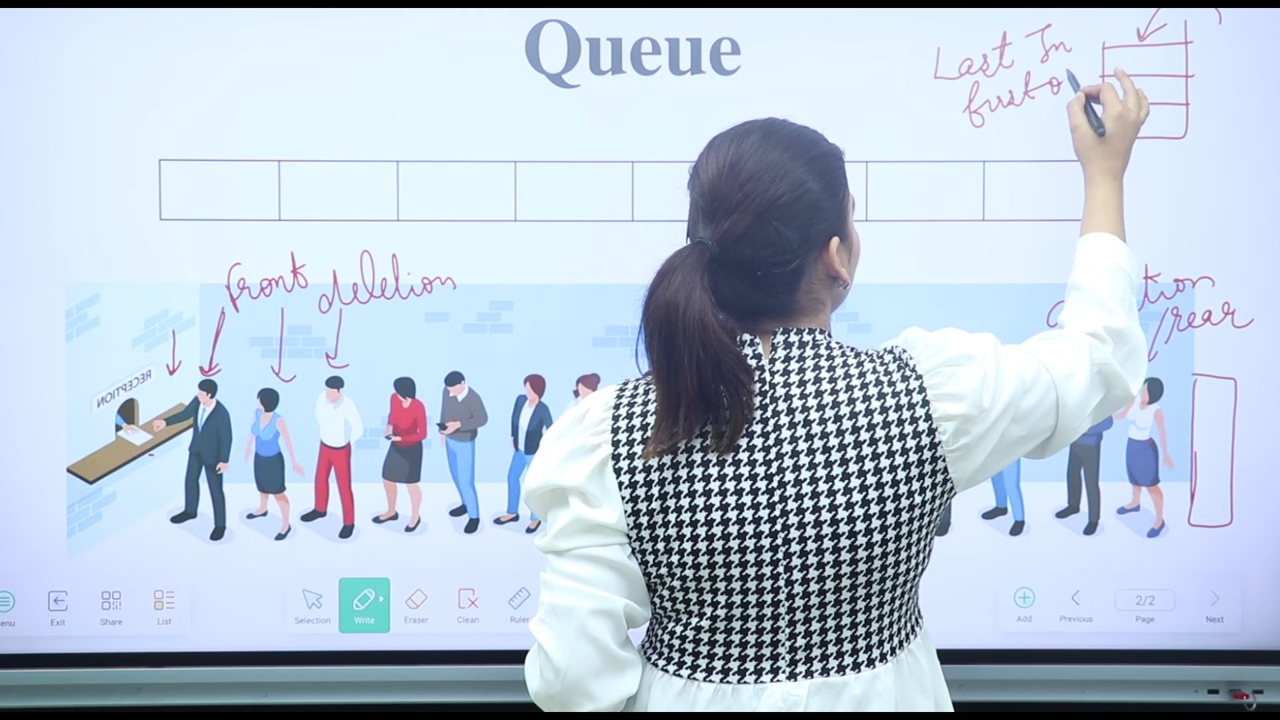 Queue
Last In
first o
front deletion
rear
RECEPTION
Exit
Share
List
Selection
Write
Eraser
Clean
Ruler
Add
Previous
2/2
Page
Next